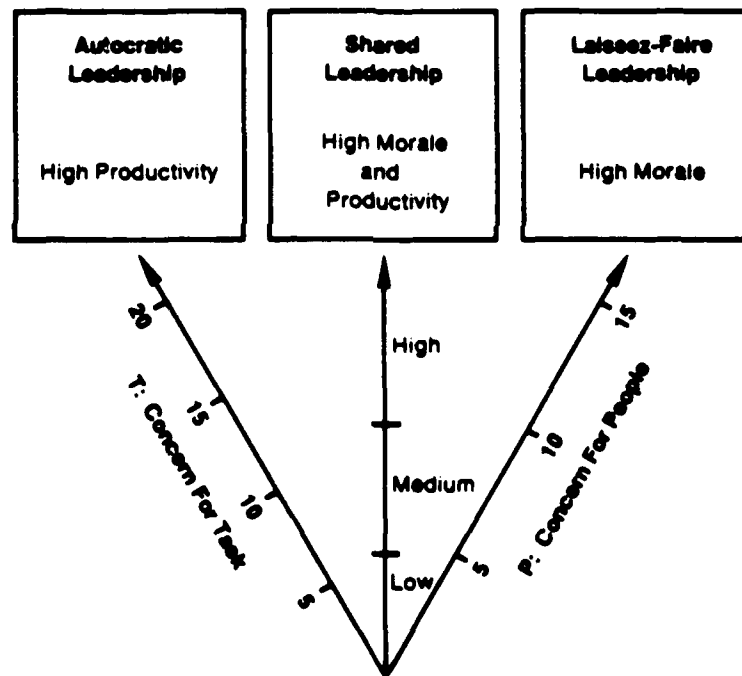 Autocratic
Leadership
High Productivity
Shared
Leadership
High Morale
and
Productivity
Laissez-Faire
Leadership
High Morale
20
15
10
5
T: Concern For Task
High
Medium
Low
15
10
5
P: Concern For People